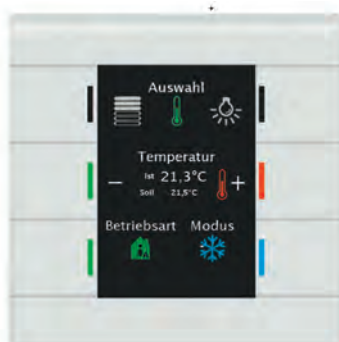 Auswahl
Temperatur
− Ist 21,3°C +
Soll 21,5°C
Betriebsart Modus